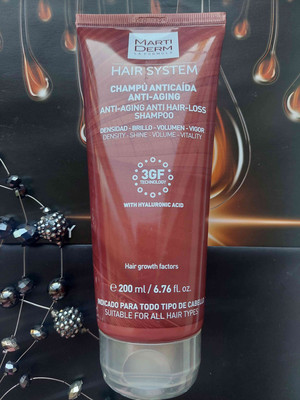 MARTI
DERM
HAIR SYSTEM
CHAMPÚ ANTICAÍDA
ANTI-AGING
ANTI-AGING ANTI HAIR-LOSS
SHAMPOO
DENSIDAD - BRILLO - VOLUMEN - VIGOR
DENSITY - SHINE - VOLUME - VITALITY
3GF
TECHNOLOGY
WITH HYALURONIC ACID
Hair growth factors
℮ 200 ml / 6.76 fl. oz.
INDICADO PARA TODO TIPO DE CABELLO
SUITABLE FOR ALL HAIR TYPES